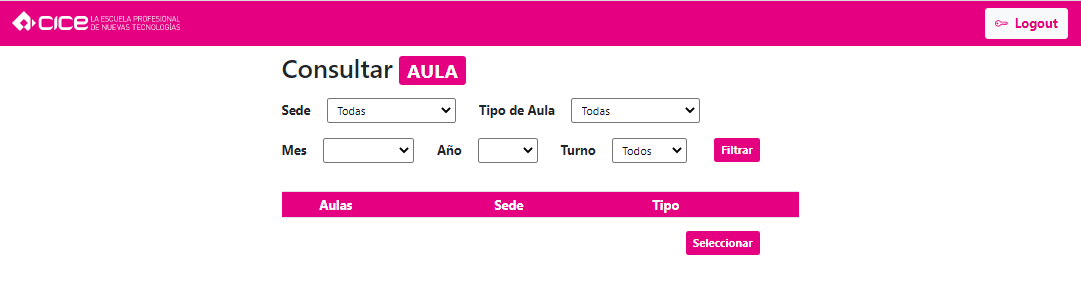 CICE LA ESCUELA PROFESIONAL
DE NUEVAS TECNOLOGÍAS
Logout
Consultar AULA
Sede Todas Tipo de Aula Todas
Mes Año Turno Todos Filtrar
Aulas Sede Tipo
Seleccionar